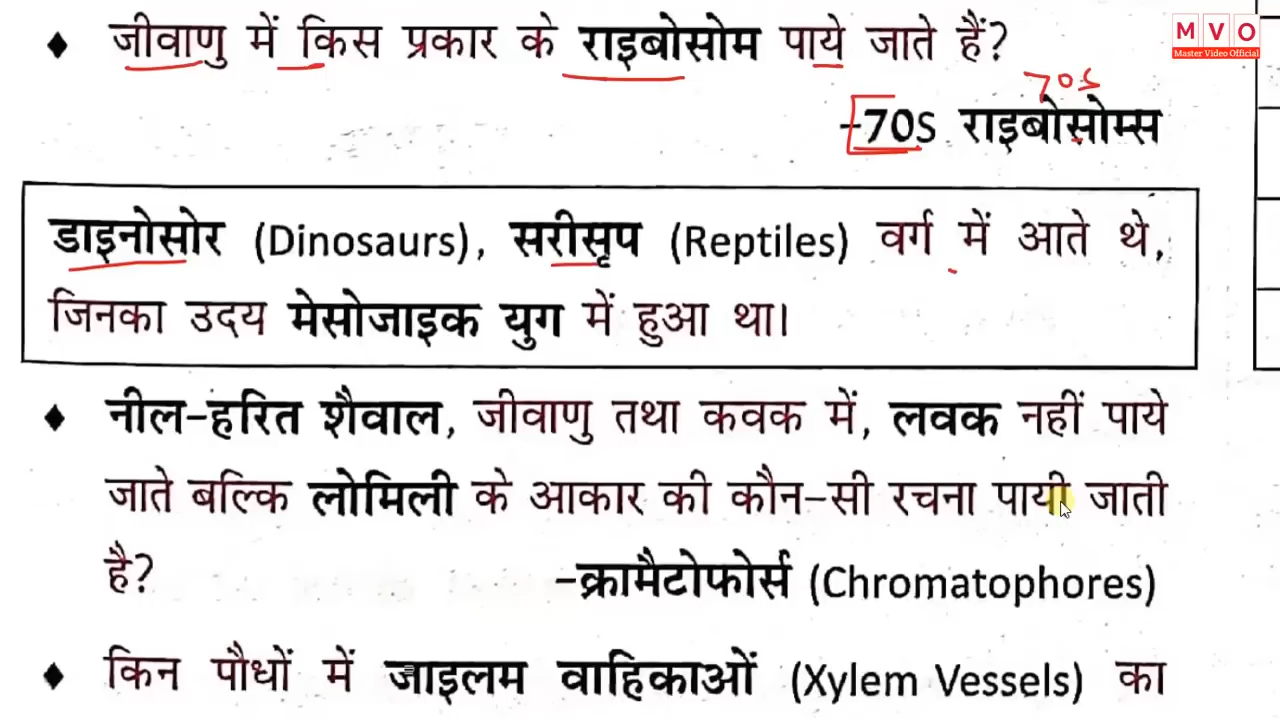 M V O
Master Video Official
♦ जीवाणु में किस प्रकार के राइबोसोम पाये जाते हैं?
70s
–70S राइबोसोम्स
डाइनोसोर (Dinosaurs), सरीसृप (Reptiles) वर्ग में आते थे,
जिनका उदय मेसोजाइक युग में हुआ था।
♦ नील-हरित शैवाल, जीवाणु तथा कवक में, लवक नहीं पाये
जाते बल्कि लोमिली के आकार की कौन-सी रचना पायी जाती
है? –क्रामैटोफोर्स (Chromatophores)
♦ किन पौधों में जाइलम वाहिकाओं (Xylem Vessels) का